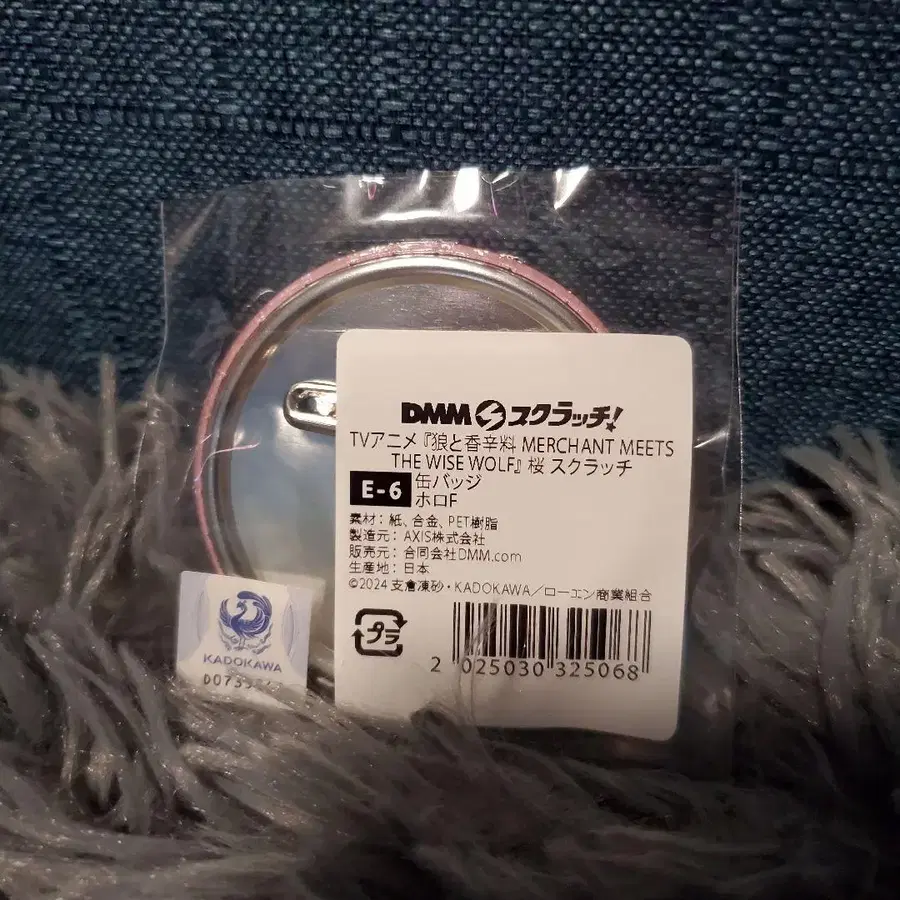 DMM スクラッチ!
TVアニメ『狼と香辛料 MERCHANT MEETS
THE WISE WOLF』桜 スクラッチ
E-6
缶バッジ
ホロF
素材：紙、合金、PET樹脂
製造元：AXIS株式会社
販売元：合同会社DMM.com
生産地：日本
©2024 支倉凍砂・KADOKAWA／ローエン商業組合
プラ
2 025030 325068
KADOKAWA